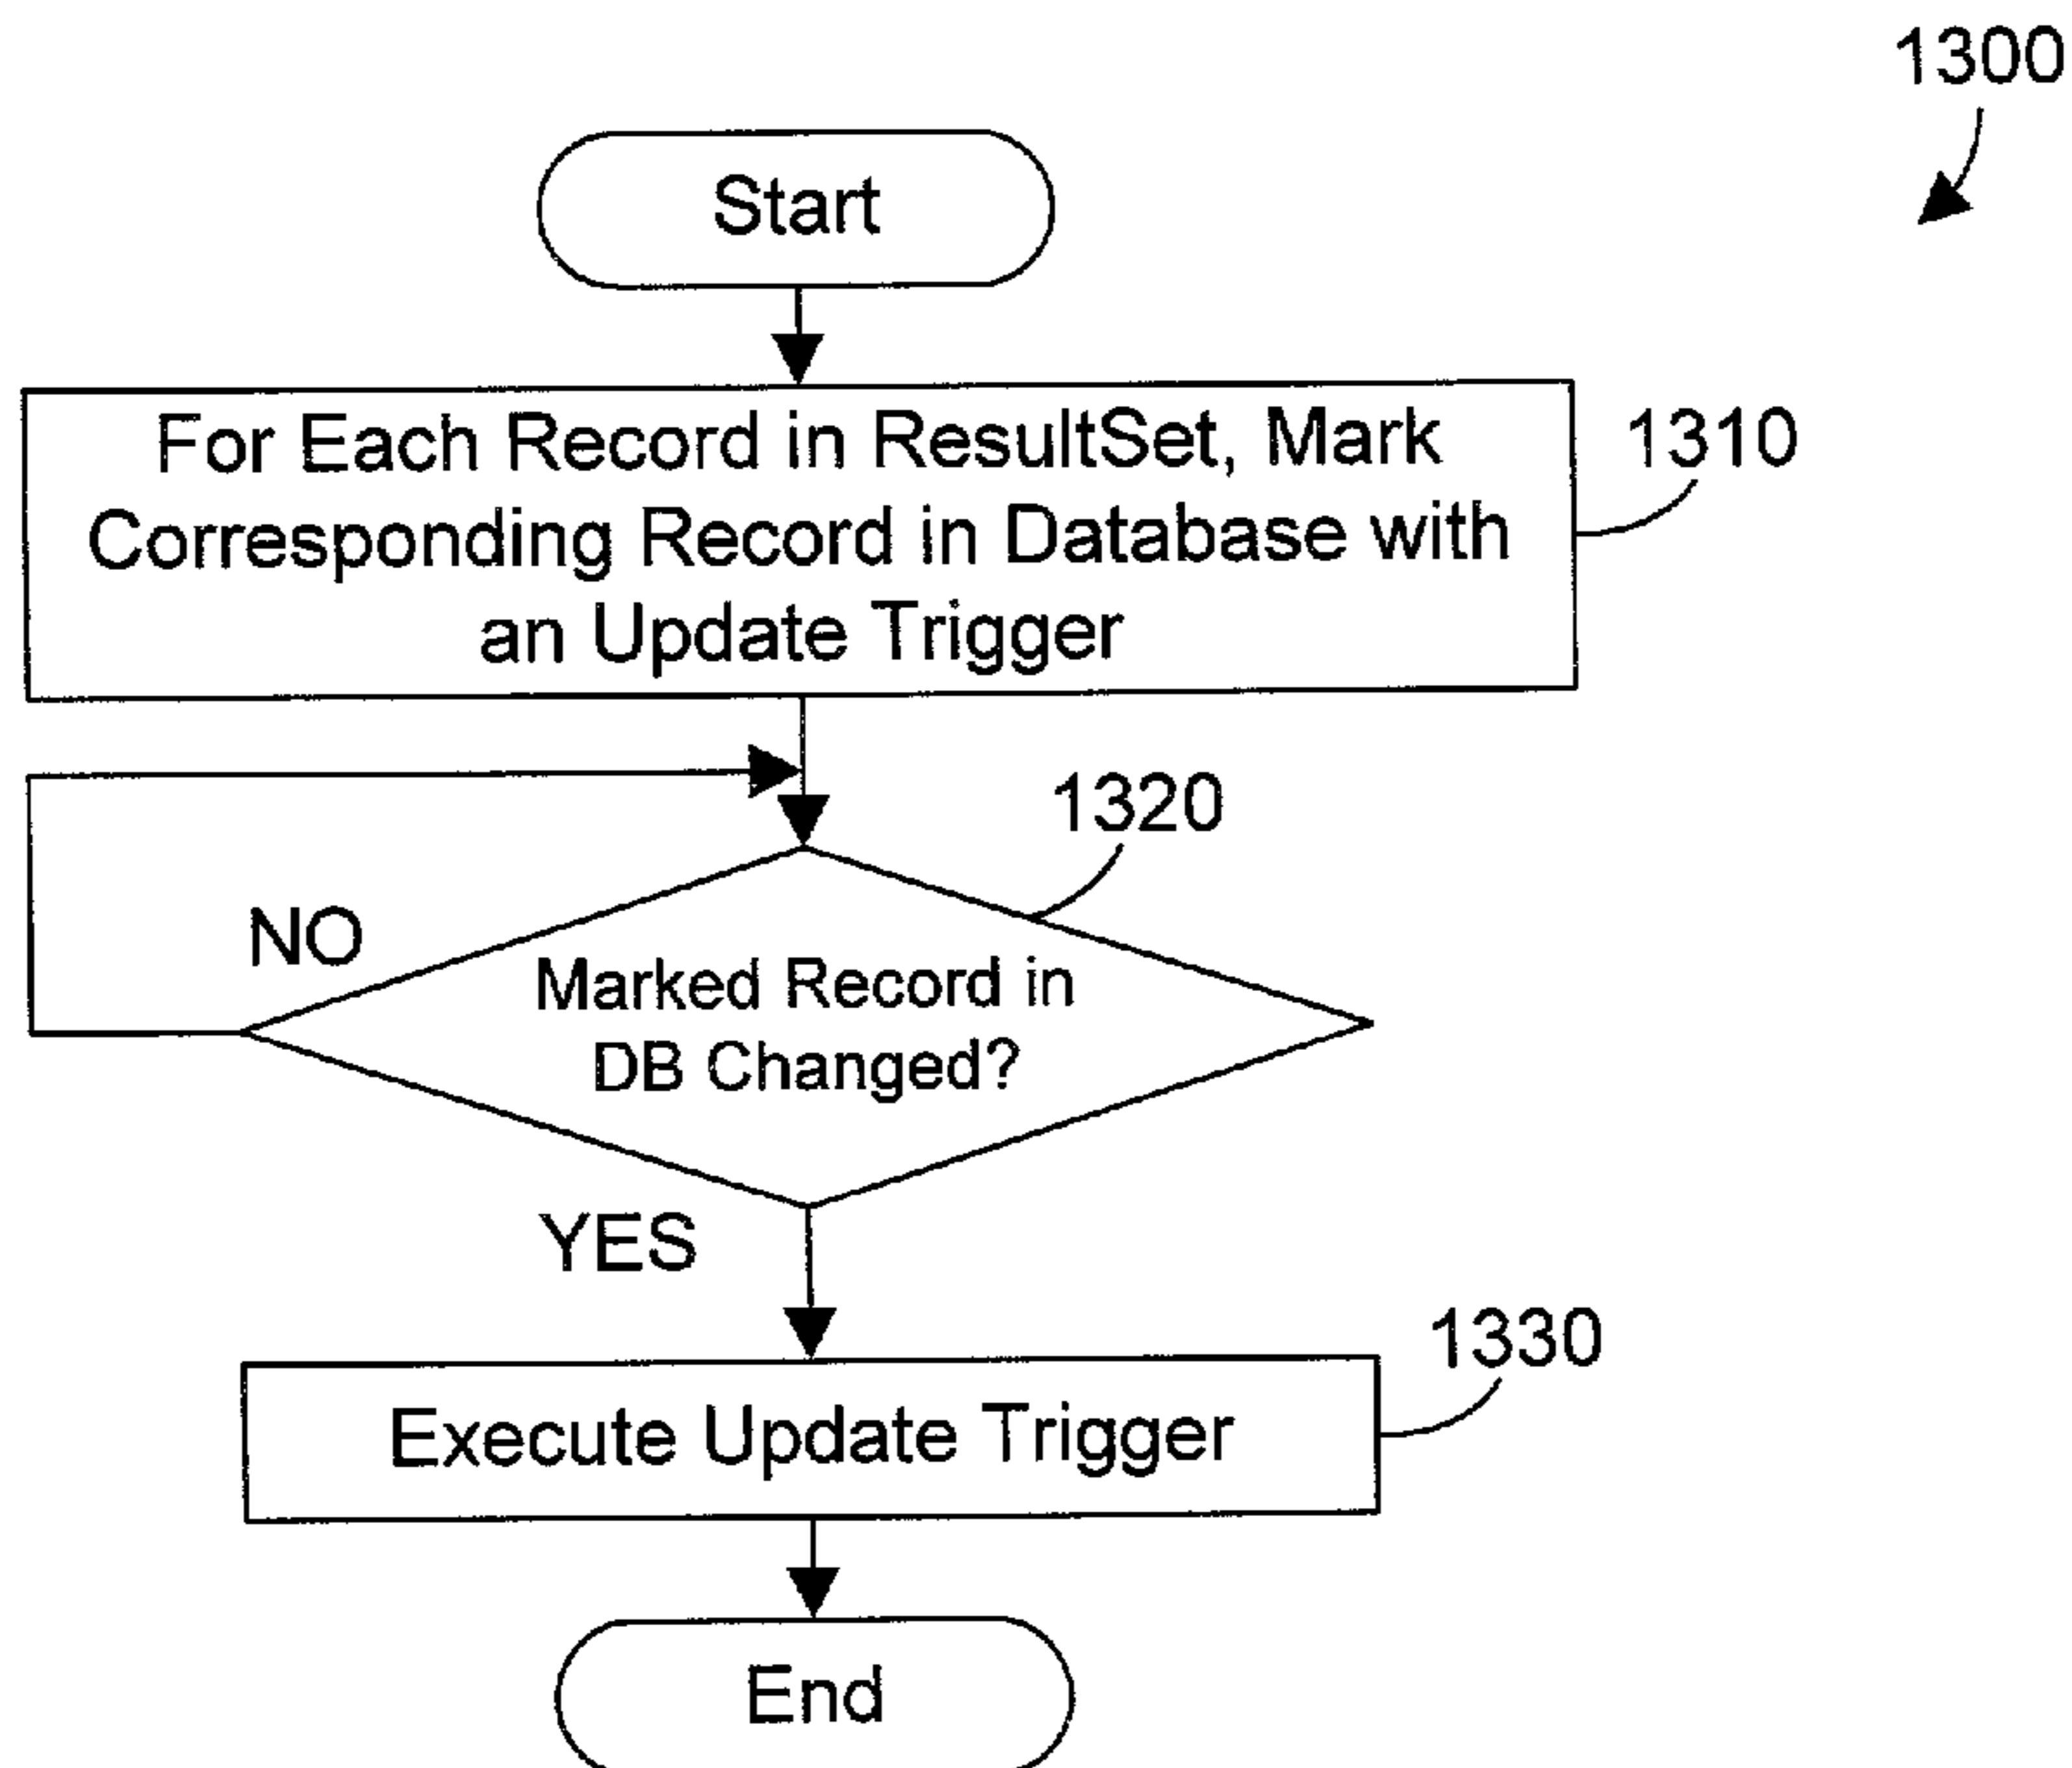 1300
Start
For Each Record in ResultSet, Mark
Corresponding Record in Database with
an Update Trigger
1310
1320
NO
Marked Record in
DB Changed?
YES
1330
Execute Update Trigger
End